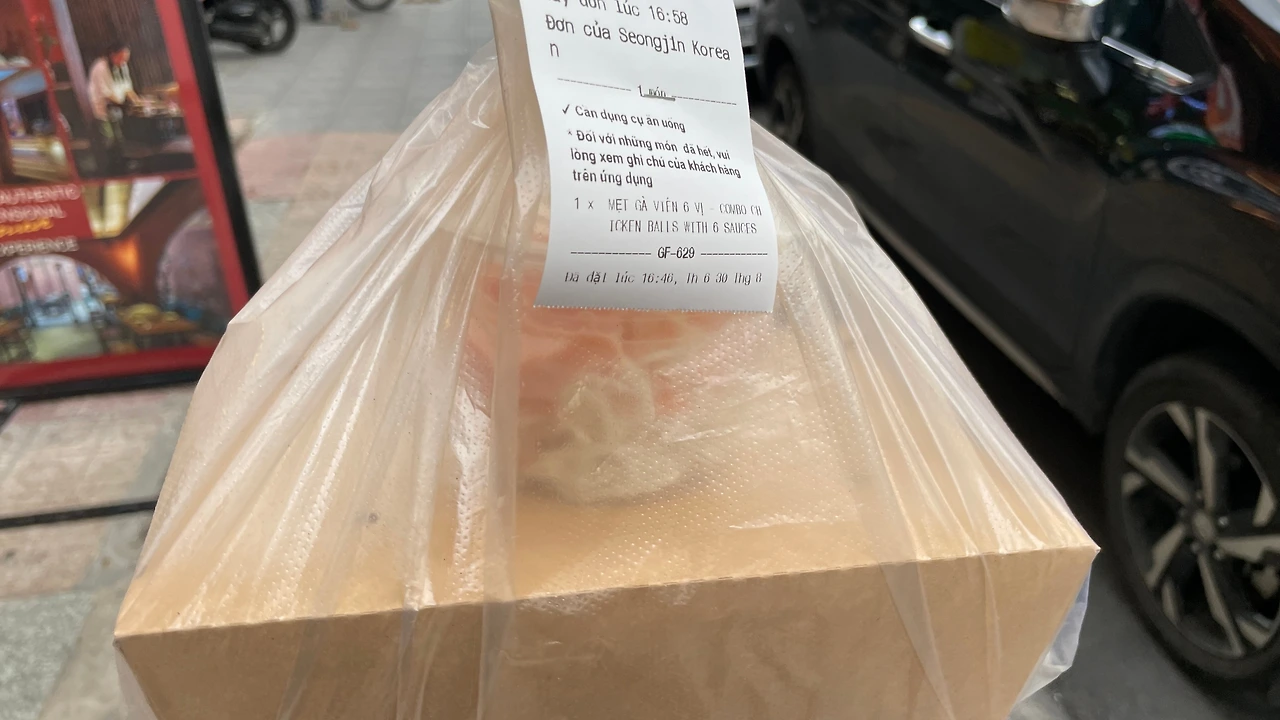 AUTHENTIC
ENSIONAL
XPERIENCE
lúc 16:58
Đơn của Seongjin Korea
n
1 món
✓ Cần dụng cụ ăn uống
* Đối với những món đã hết, vui
lòng xem ghi chú của khách hàng
trên ứng dụng
1 x MẸT GÀ VIÊN 6 VỊ - COMBO CH
ICKEN BALLS WITH 6 SAUCES
GF-629
Đã đặt lúc 16:46, Th 6 30 Thg 8